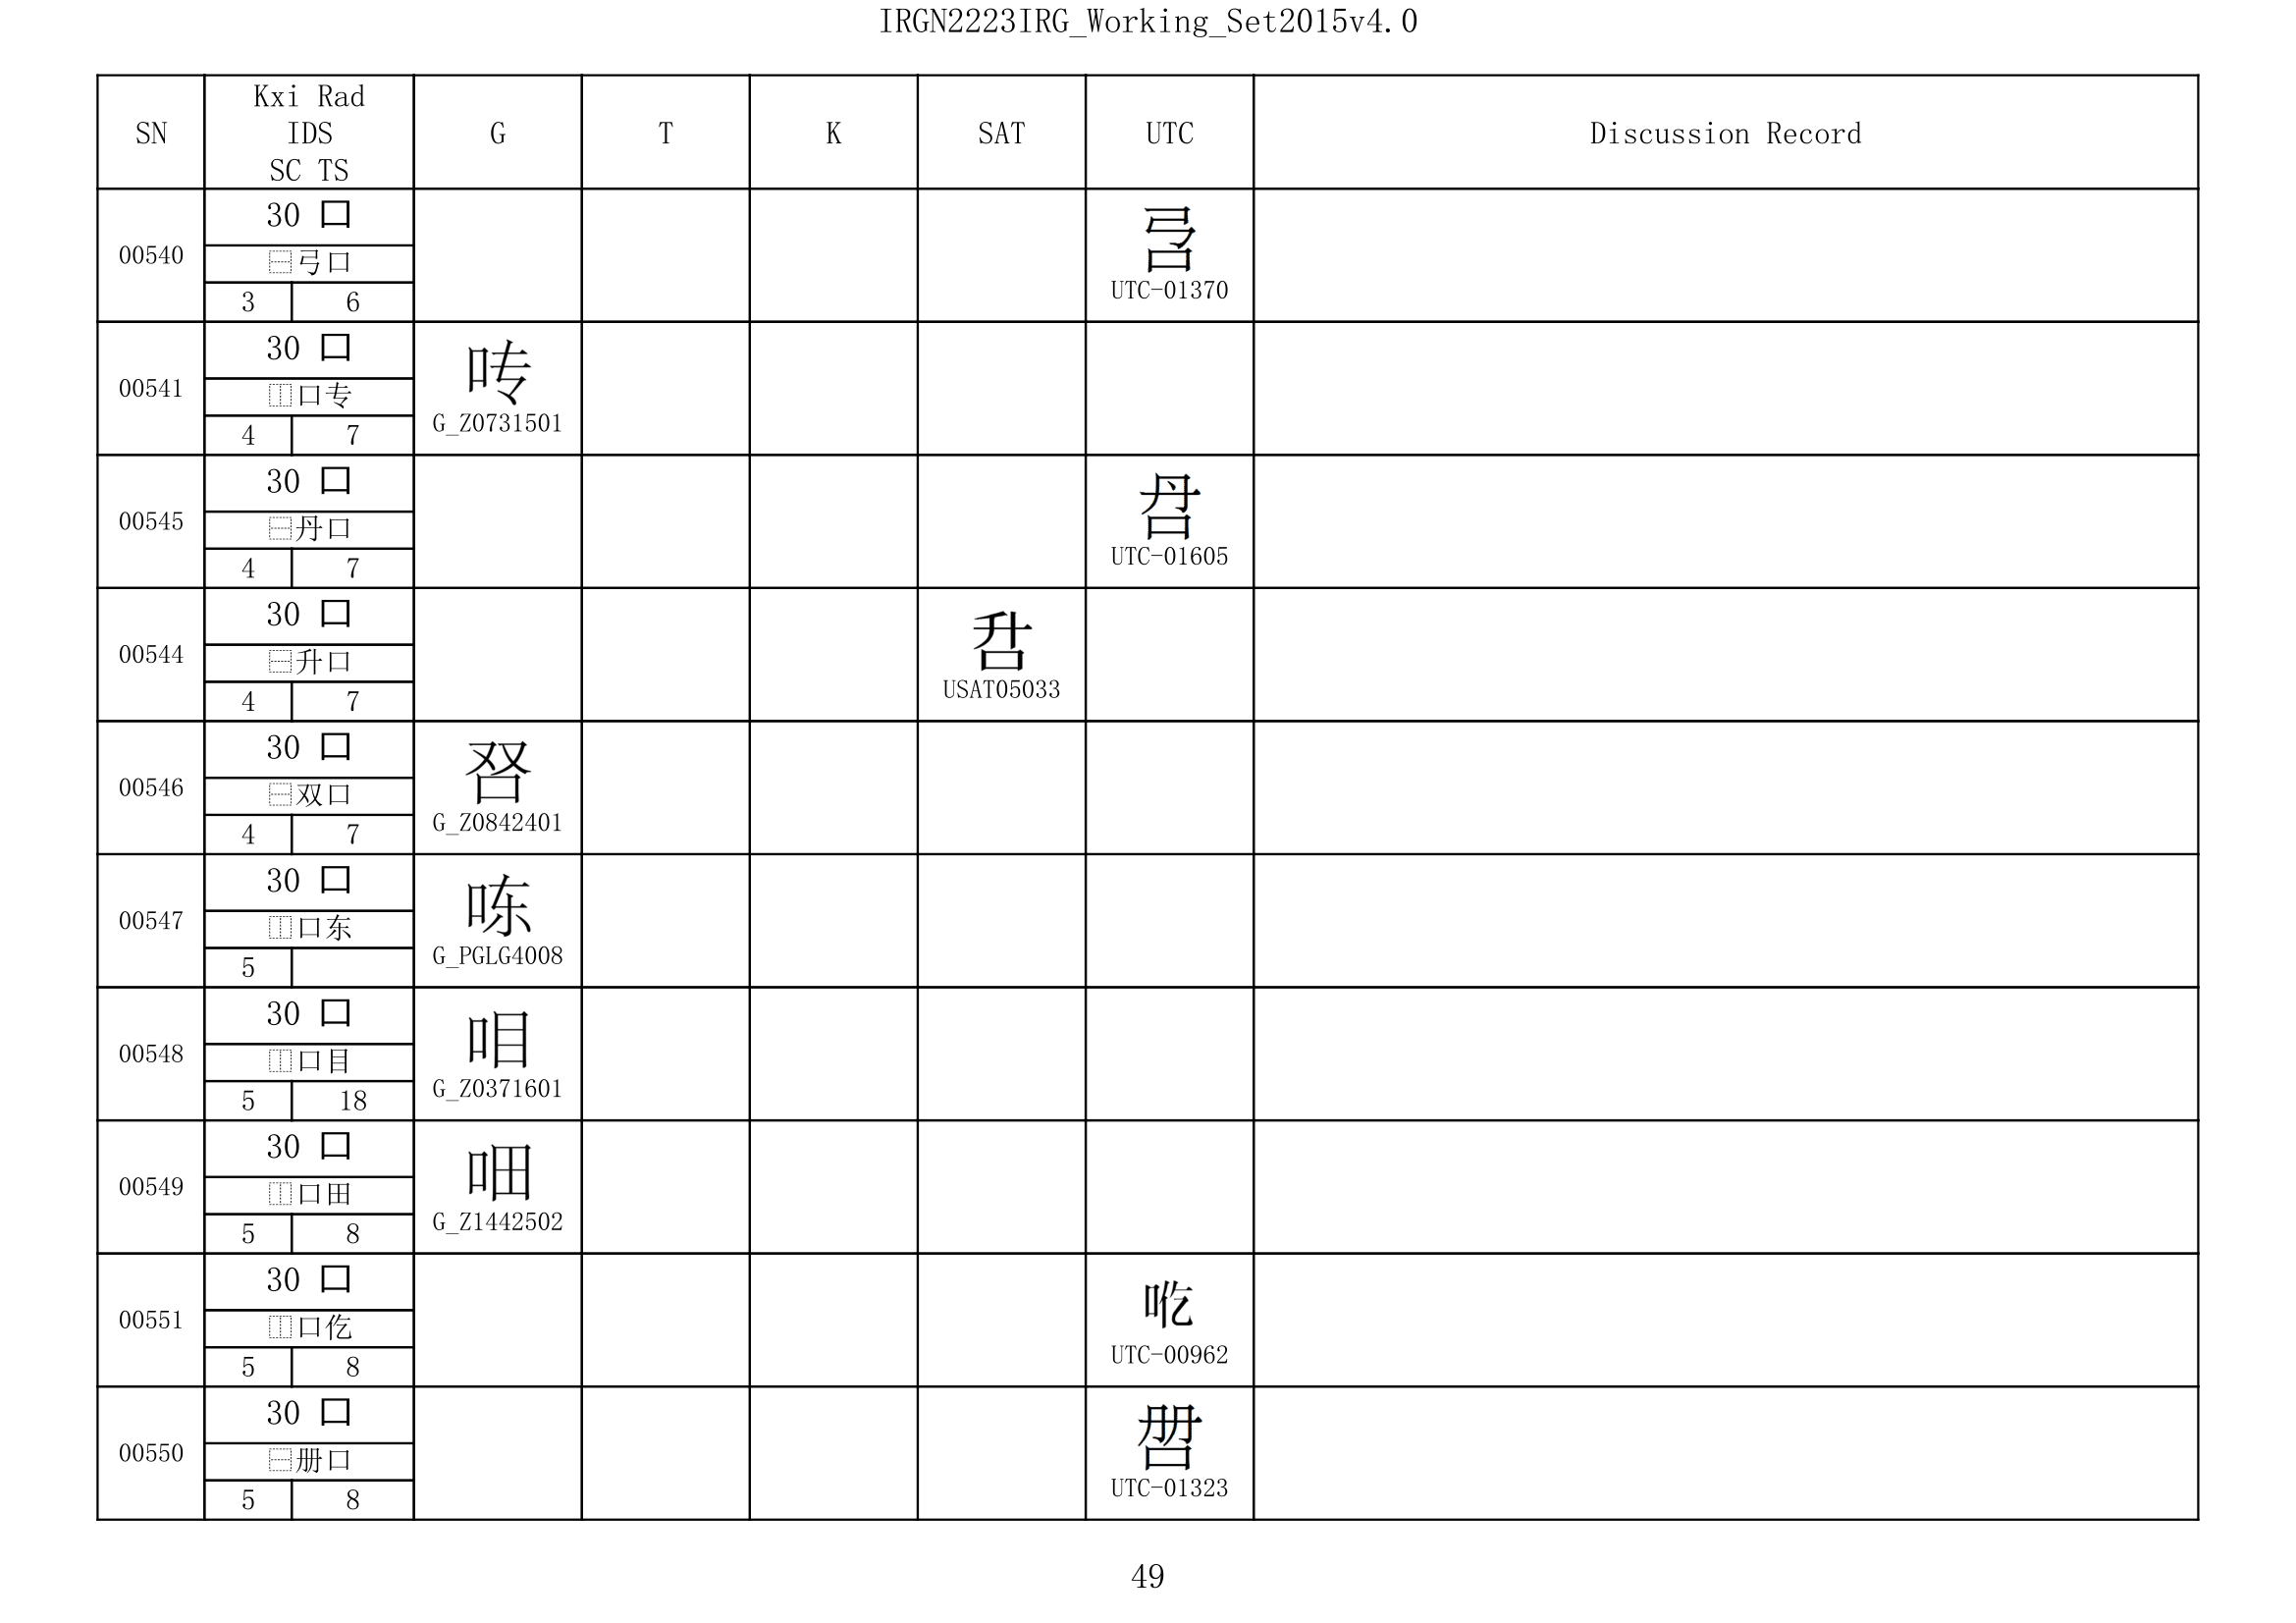 IRGN2223IRG_Working_Set2015v4.0
SN
Kxi Rad
IDS
SC TS
G
T
K
SAT
UTC
Discussion Record
00540
30 口
⿱弓口
3 6
UTC-01370
00541
30 口
⿰口专
4 7
G_Z0731501
00545
30 口
⿱丹口
4 7
UTC-01605
00544
30 口
⿱升口
4 7
USAT05033
00546
30 口
⿱双口
4 7
G_Z0842401
00547
30 口
⿰口东
5
G_PGLG4008
00548
30 口
⿰口目
5 18
G_Z0371601
00549
30 口
⿰口田
5 8
G_Z1442502
00551
30 口
⿰口仡
5 8
UTC-00962
00550
30 口
⿱册口
5 8
UTC-01323
49